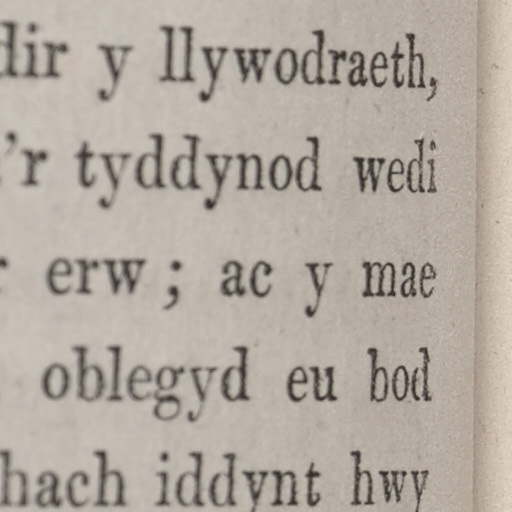 dir y llywodraeth,
'r tyddynod wedi
erw; ac y mae
oblegyd eu bod
hach iddynt hwy